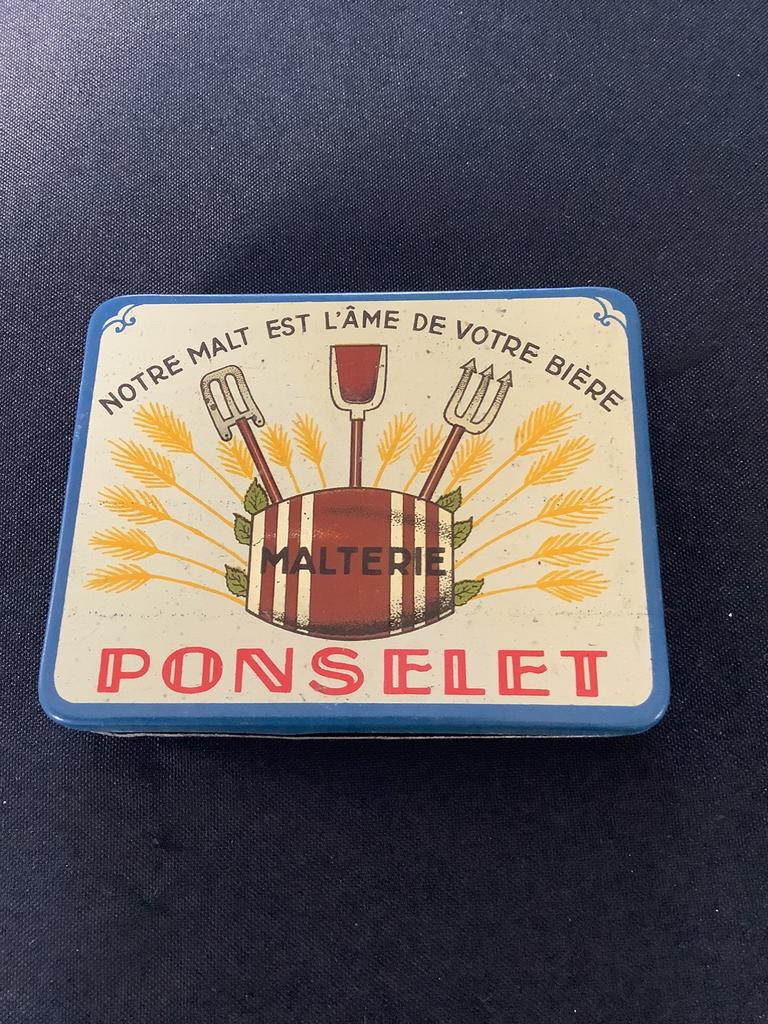 NOTRE MALT EST L'ÂME DE VOTRE BIÈRE
MALTERIE
PONSELET